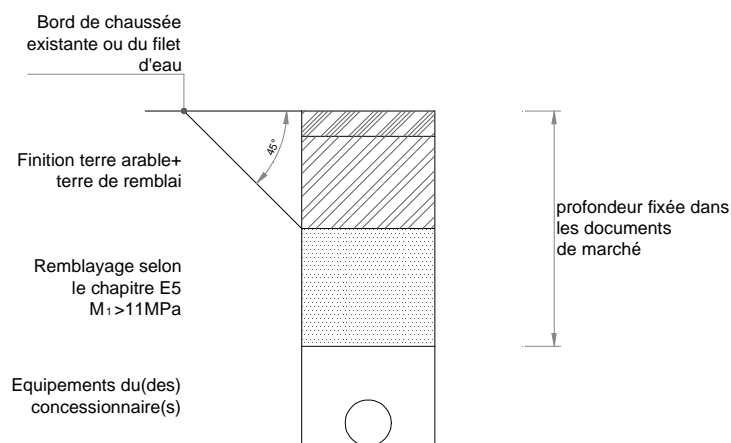 Bord de chaussée
existante ou du filet
d'eau
45°
Finition terre arable+
terre de remblai
profondeur fixée dans
les documents
de marché
Remblayage selon
le chapitre E5
M₁>11MPa
Equipements du(des)
concessionnaire(s)